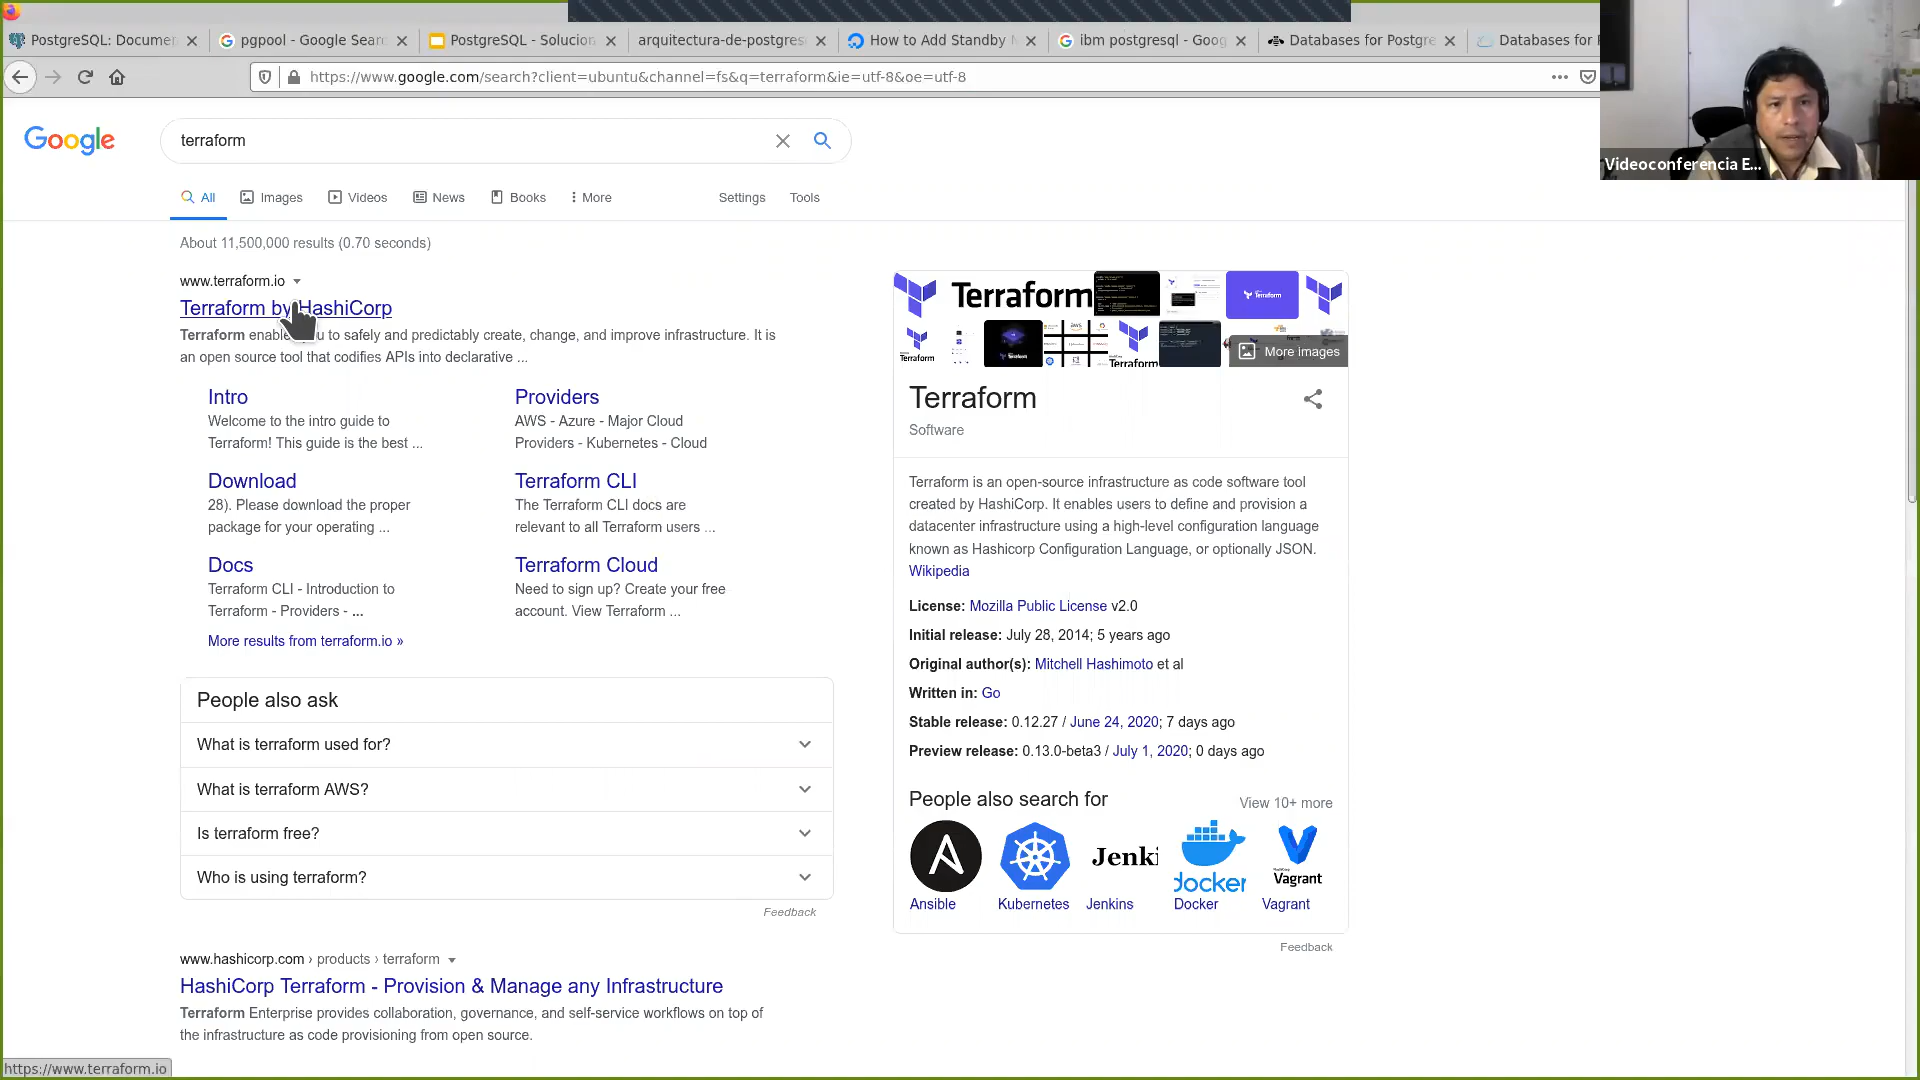 PostgreSQL: Documen
pgpool - Google Searc
PostgreSQL - Solucion
arquitectura-de-postgres
How to Add Standby N
ibm postgresql - Goog
Databases for Postgre
Databases for P
https://www.google.com/search?client=ubuntu&channel=fs&q=terraform&ie=utf-8&oe=utf-8
Videoconferencia E...
Google
terraform
All
Images
Videos
News
Books
More
Settings
Tools
About 11,500,000 results (0.70 seconds)
www.terraform.io
Terraform by HashiCorp
Terraform enable u to safely and predictably create, change, and improve infrastructure. It is
an open source tool that codifies APIs into declarative ...
Intro
Welcome to the intro guide to
Terraform! This guide is the best ...
Providers
AWS - Azure - Major Cloud
Providers - Kubernetes - Cloud
Download
28). Please download the proper
package for your operating ...
Terraform CLI
The Terraform CLI docs are
relevant to all Terraform users ...
Docs
Terraform CLI - Introduction to
Terraform - Providers - ...
Terraform Cloud
Need to sign up? Create your free
account. View Terraform ...
More results from terraform.io »
People also ask
What is terraform used for?
What is terraform AWS?
Is terraform free?
Who is using terraform?
Feedback
www.hashicorp.com › products › terraform
HashiCorp Terraform - Provision & Manage any Infrastructure
Terraform Enterprise provides collaboration, governance, and self-service workflows on top of
the infrastructure as code provisioning from open source.
https://www.terraform.io
Terraform
Terraform
Terraform
Terraform
Terraform
More images
Terraform
Software
Terraform is an open-source infrastructure as code software tool
created by HashiCorp. It enables users to define and provision a
datacenter infrastructure using a high-level configuration language
known as Hashicorp Configuration Language, or optionally JSON.
Wikipedia
License: Mozilla Public License v2.0
Initial release: July 28, 2014; 5 years ago
Original author(s): Mitchell Hashimoto et al
Written in: Go
Stable release: 0.12.27 / June 24, 2020; 7 days ago
Preview release: 0.13.0-beta3 / July 1, 2020; 0 days ago
People also search for
View 10+ more
Jenki
docker
Vagrant
Ansible
Kubernetes
Jenkins
Docker
Vagrant
Feedback